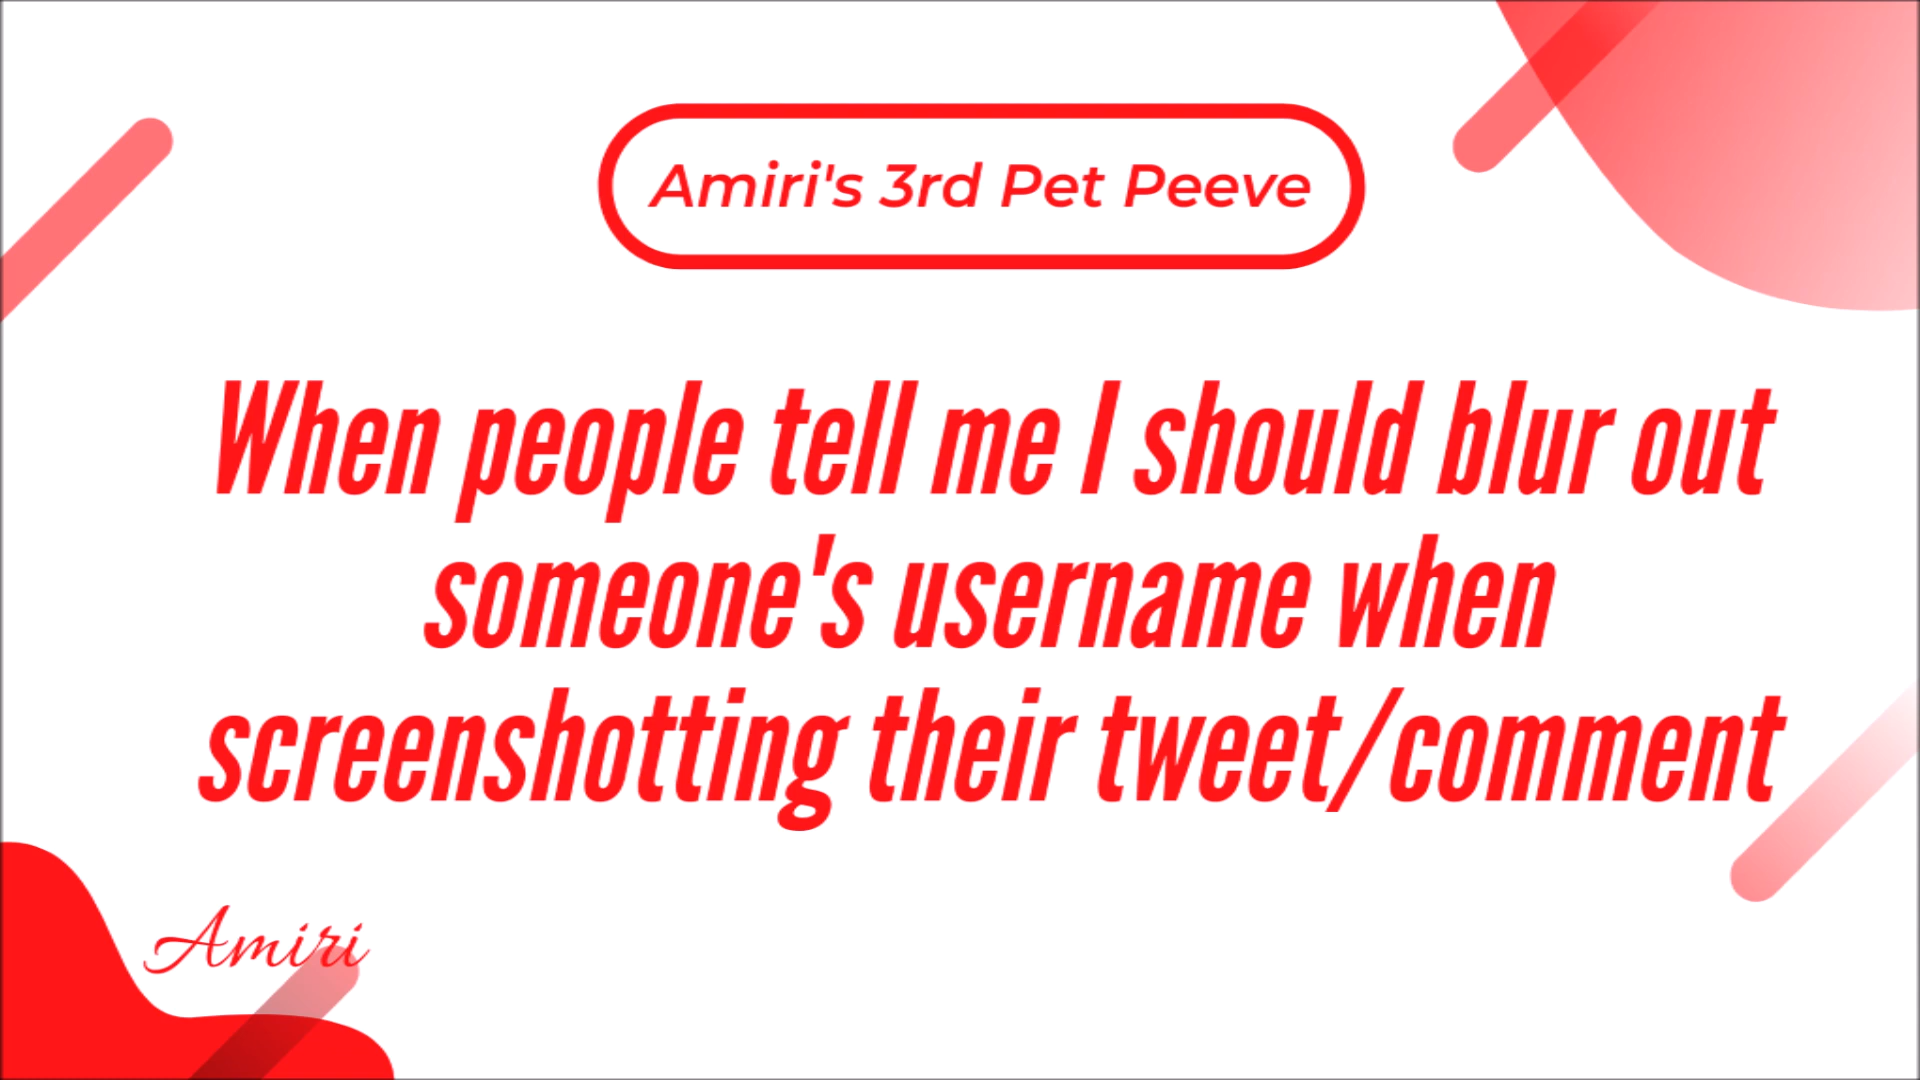 Amiri's 3rd Pet Peeve
When people tell me I should blur out
someone's username when
screenshotting their tweet/comment
Amiri